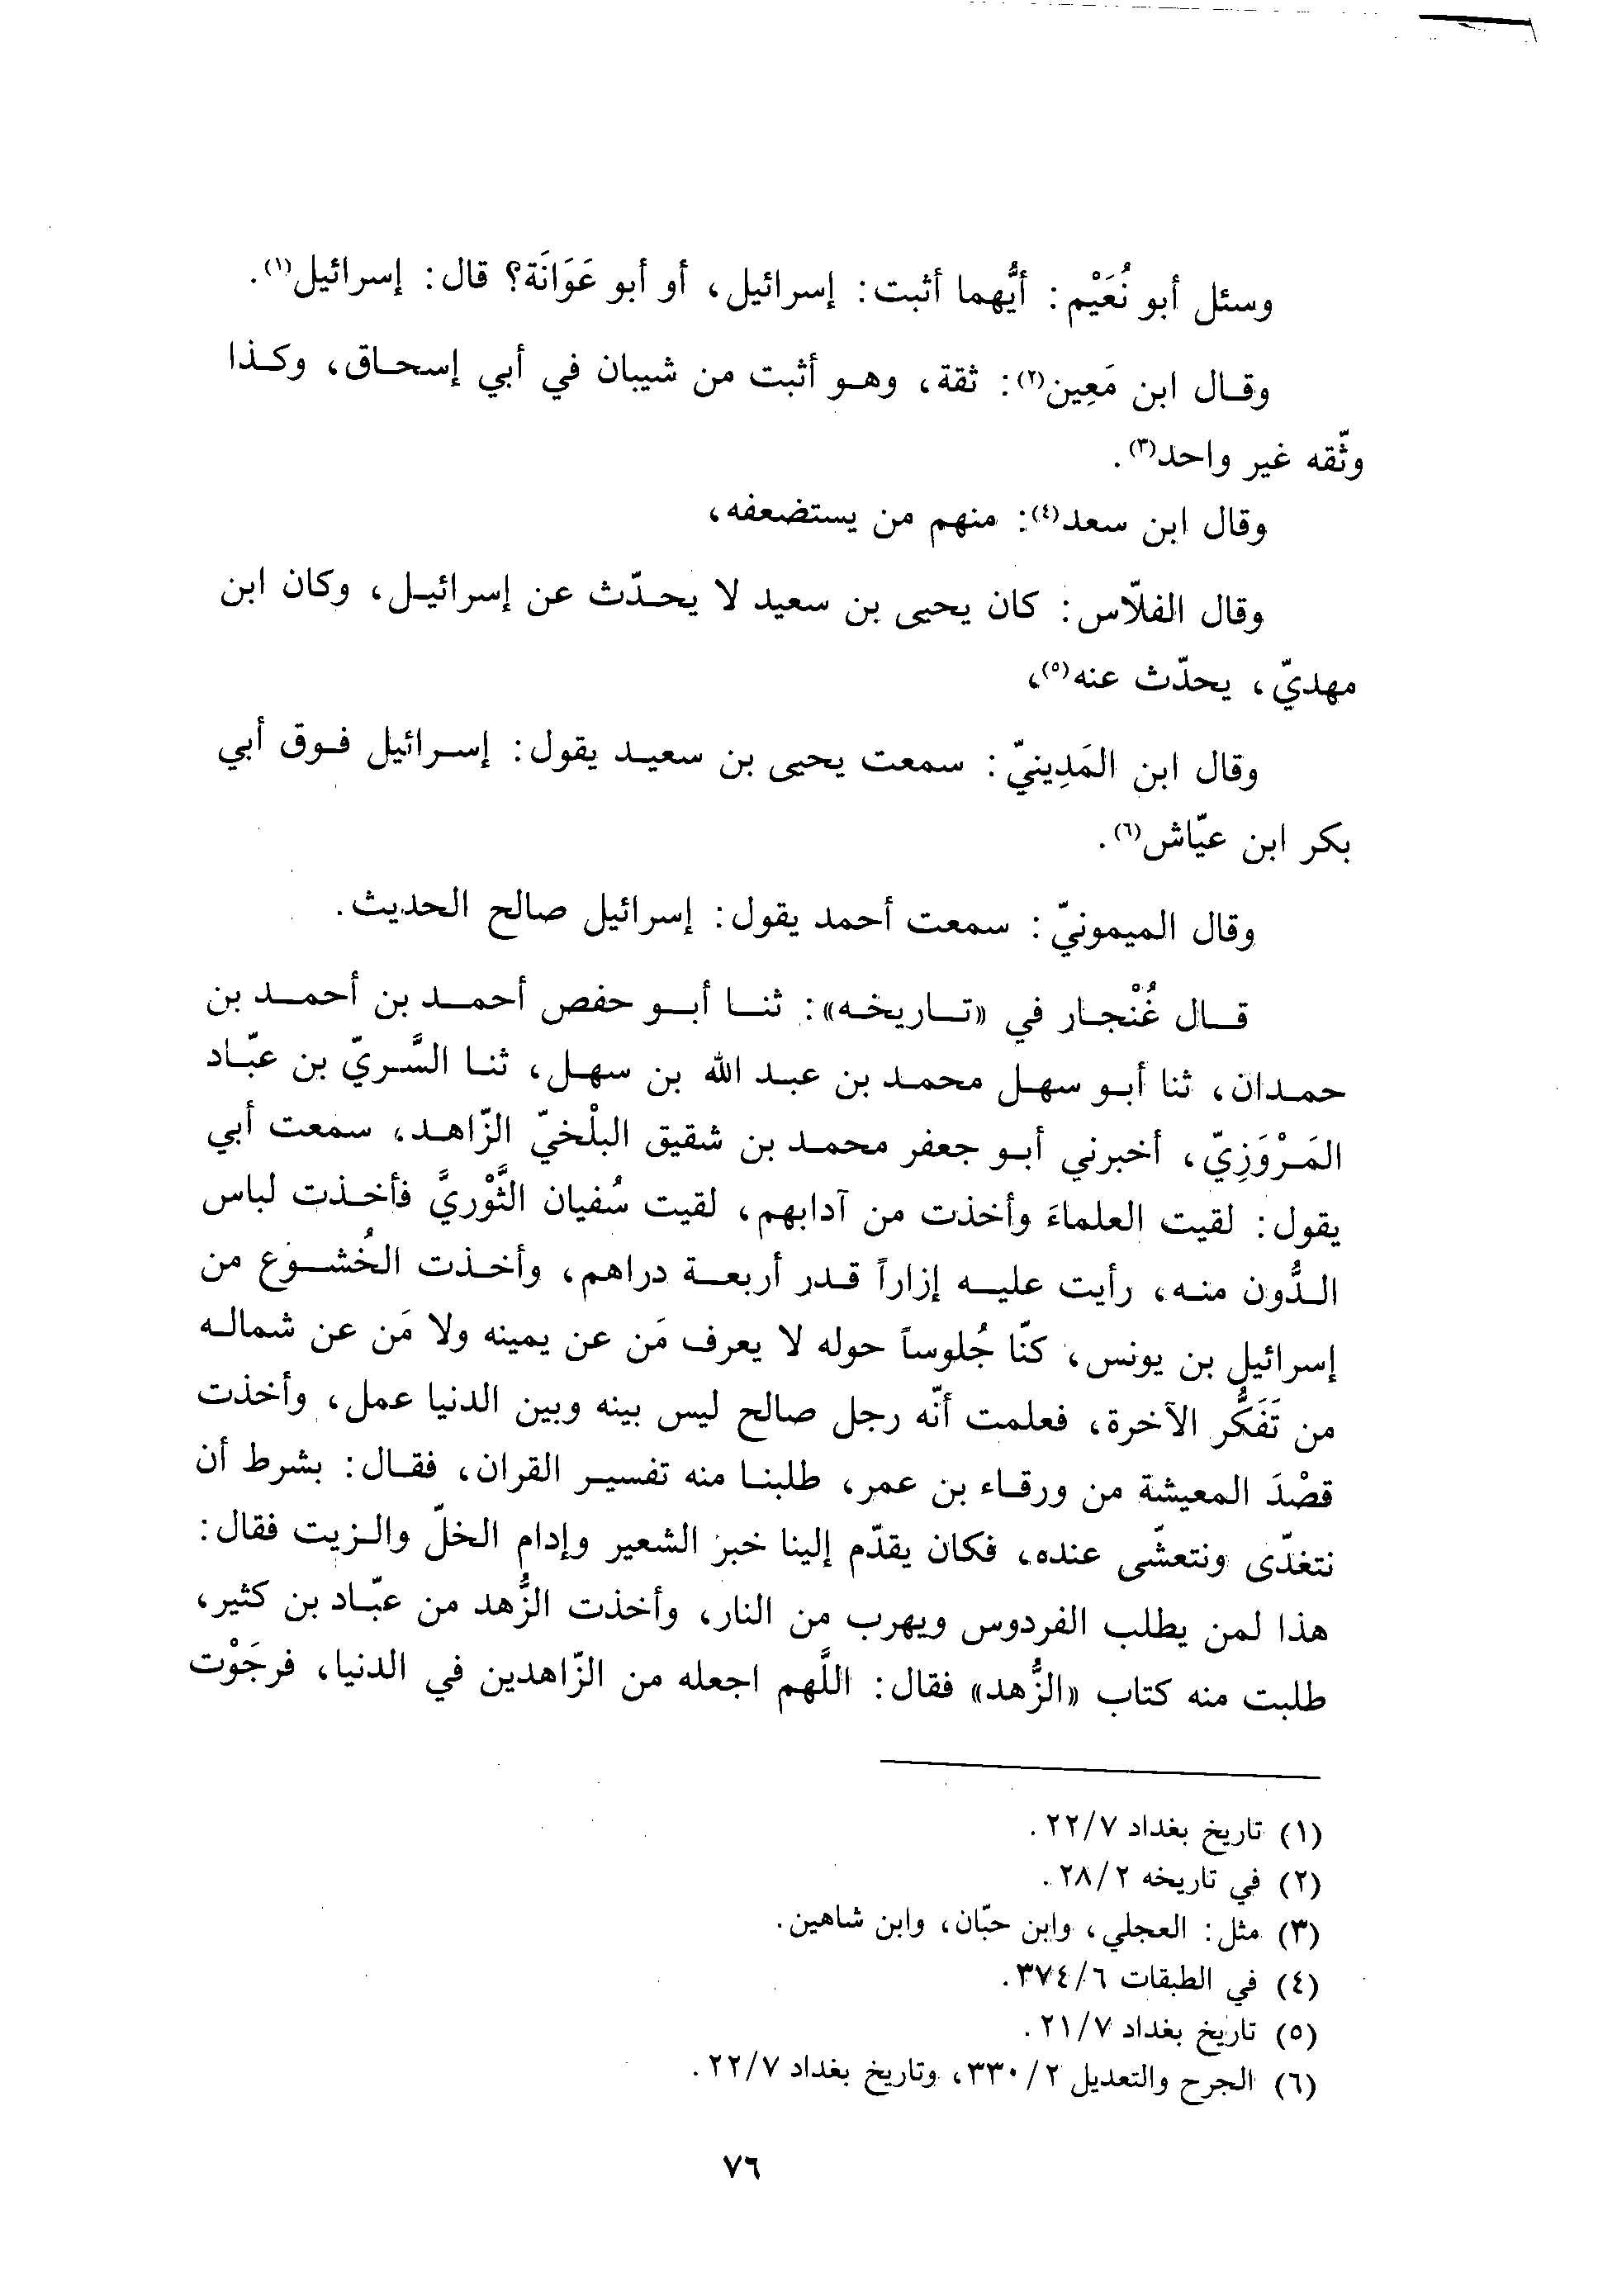 وسئل أبو نُعَيْم: أيُّهما أثبت: إسرائيل، أو أبو عَوَانَة؟ قال: إسرائيل(١).
وقال ابن مَعِين(٢): ثقة، وهو أثبت من شيبان في أبي إسحاق، وكذا
وثّقه غير واحد(٣).
وقال ابن سعد(٤): منهم من يستضعفه،
وقال الفلّاس: كان يحيى بن سعيد لا يحدّث عن إسرائيل، وكان ابن
مهديّ، يحدّث عنه(٥)،
وقال ابن المَدِينيّ: سمعت يحيى بن سعيد يقول: إسرائيل فوق أبي
بكر ابن عيّاش(٦).
وقال الميمونيّ: سمعت أحمد يقول: إسرائيل صالح الحديث.
قال غُنْجار في «تاريخه»: ثنا أبو حفص أحمد بن أحمد بن
حمدان، ثنا أبو سهل محمد بن عبد الله بن سهل، ثنا السَّريّ بن عبّاد
المَرْوَزِيّ، أخبرني أبو جعفر محمد بن شقيق البلْخيّ الزّاهد، سمعت أبي
يقول: لقيت العلماءَ وأخذت من آدابهم، لقيت سُفيان الثَّوْريَّ فأخذت لباس
الدُّون منه، رأيت عليه إزاراً قدر أربعة دراهم، وأخذت الخُشوع من
إسرائيل بن يونس، كنّا جُلوساً حوله لا يعرف مَن عن يمينه ولا مَن عن شماله
من تَفَكُّر الآخرة، فعلمت أنّه رجل صالح ليس بينه وبين الدنيا عمل، وأخذت
قصْدَ المعيشة من ورقاء بن عمر، طلبنا منه تفسير القران، فقال: بشرط أن
نتغدّى ونتعشّى عنده، فكان يقدّم إلينا خبز الشعير وإدام الخلّ والزيت فقال:
هذا لمن يطلب الفردوس ويهرب من النار، وأخذت الزُّهد من عبّاد بن كثير،
طلبت منه كتاب «الزُّهد» فقال: اللَّهم اجعله من الزّاهدين في الدنيا، فرجَوْت
(١) تاريخ بغداد ٢٢/٧.
(٢) في تاريخه ٢٨/٢.
(٣) مثل: العجلي، وابن حبّان، وابن شاهين.
(٤) في الطبقات ٣٧٤/٦.
(٥) تاريخ بغداد ٢١/٧.
(٦) الجرح والتعديل ٣٣٠/٢، وتاريخ بغداد ٢٢/٧.
٧٦